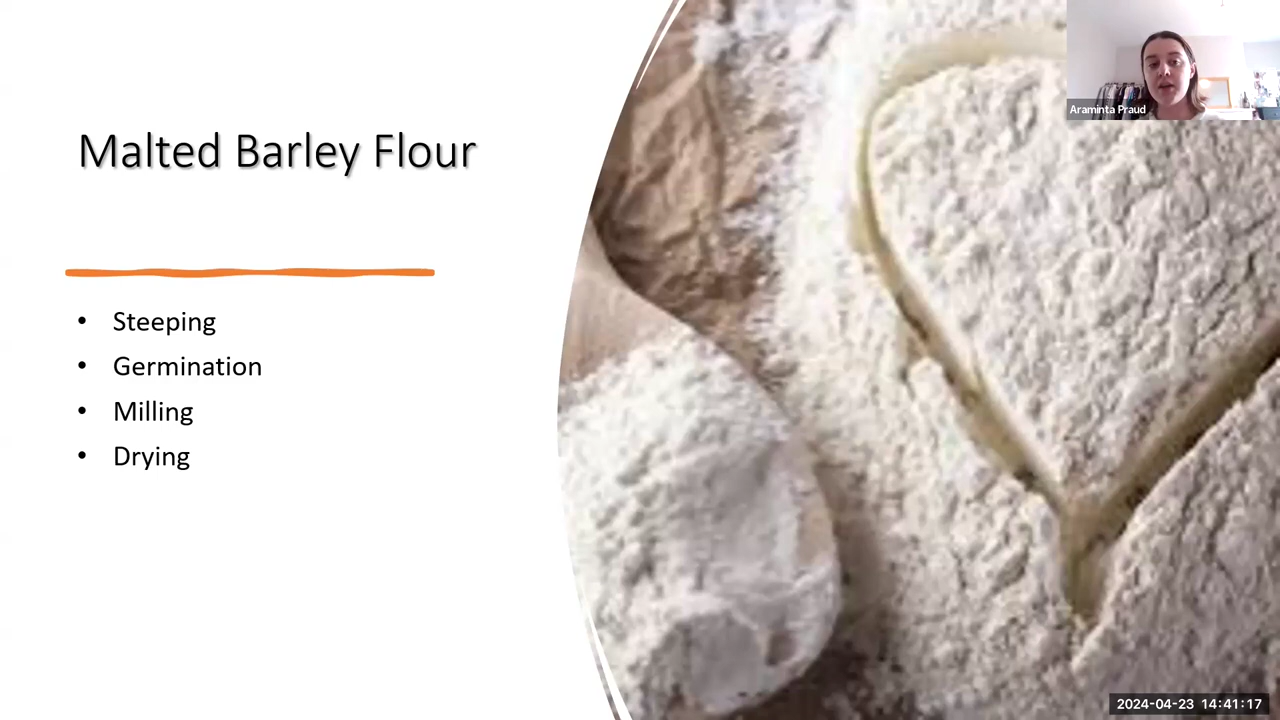 Malted Barley Flour
• Steeping
• Germination
• Milling
• Drying
Araminta Praud
2024-04-23 14:41:17